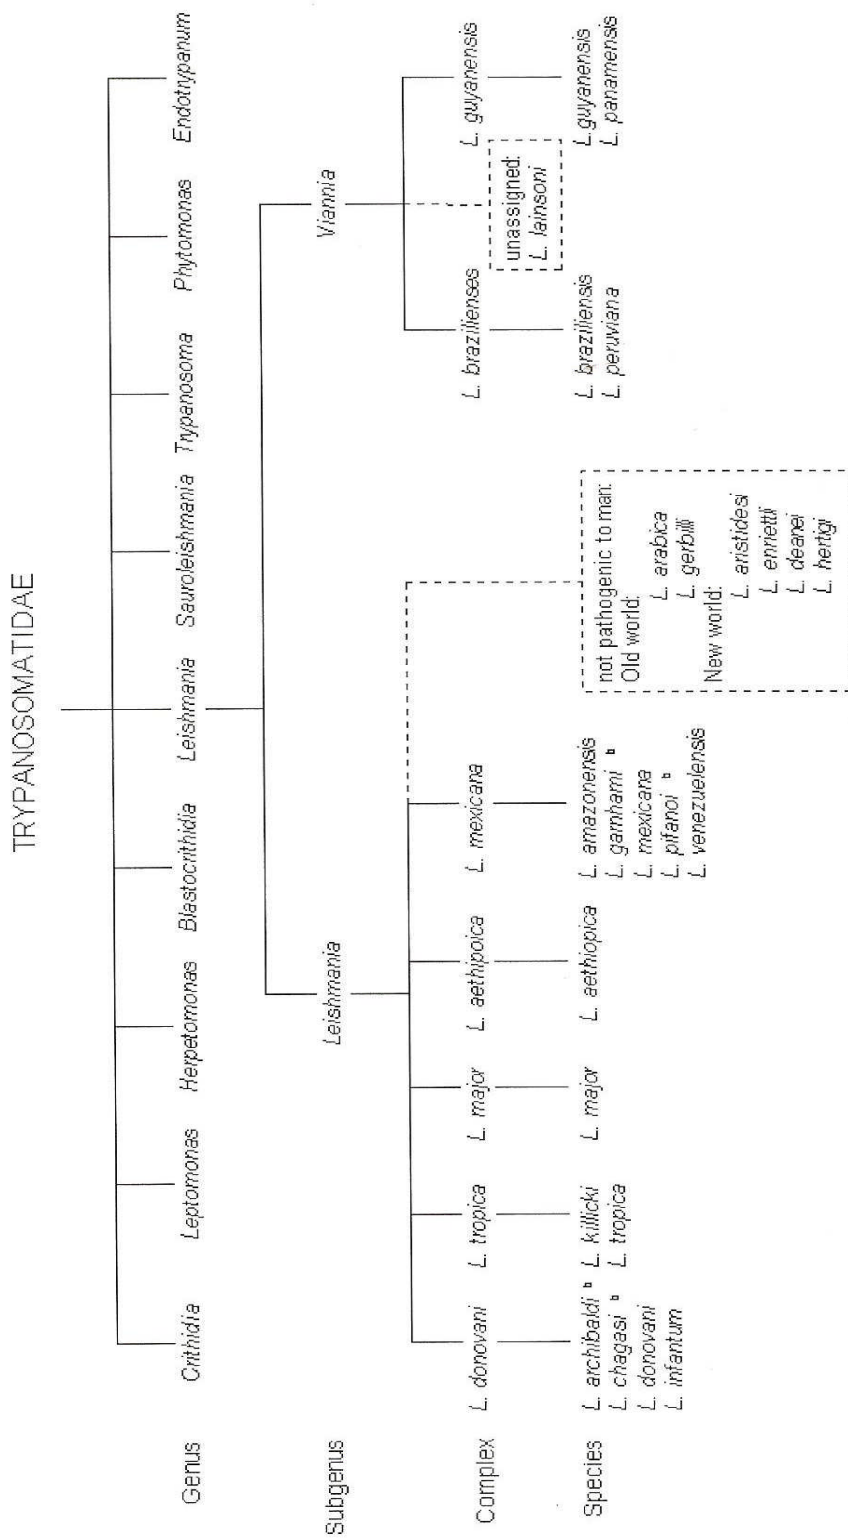 TRYPANOSOMATIDAE
Genus
Crithidia
Leptomonas
Herpetomonas
Blastocrithidia
Leishmania
Sauroleishmania
Trypanosoma
Phytomonas
Endotrypanum
Subgenus
Leishmania
Viannia
Complex
L. donovani
L. tropica
L. major
L. aethipoica
L. mexicana
L. brazilienses
unassigned:
L. lainsoni
L. guyanensis
Species
L. archibaldi b
L. chagasi b
L. donovani
L. infantum
L. killicki
L. tropica
L. major
L. aethiopica
L. amazonensis
L. garnhami b
L. mexicana
L. pifanoi b
L. venezuelensis
not pathogenic to man:
Old world:
L. arabica
L. gerbilli
New world:
L. aristidesi
L. enriettii
L. deanei
L. hertigi
L. braziliensis
L. peruviana
L.guyanensis
L. panamensis